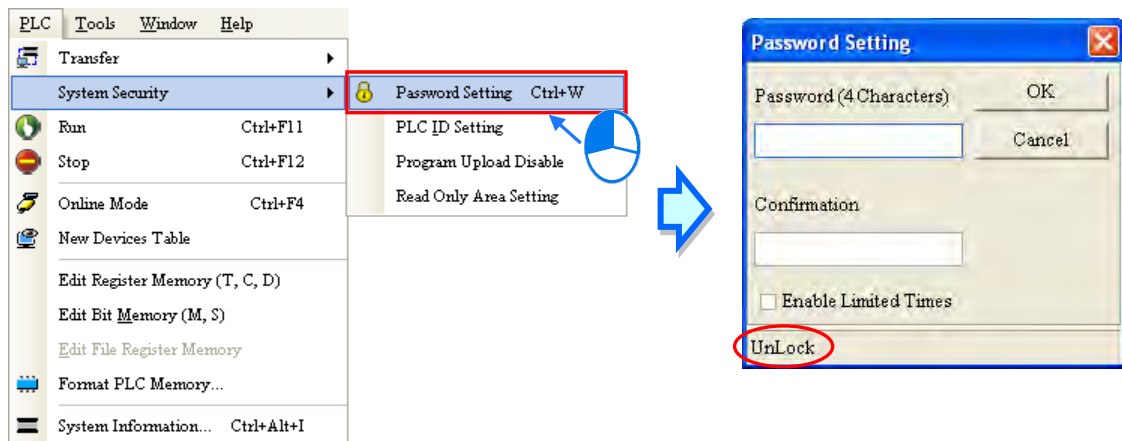 PLC Tools Window Help
Transfer
System Security
Run Ctrl+F11
Stop Ctrl+F12
Online Mode Ctrl+F4
New Devices Table
Edit Register Memory (T, C, D)
Edit Bit Memory (M, S)
Edit File Register Memory
Format PLC Memory...
System Information... Ctrl+Alt+I
Password Setting Ctrl+W
PLC ID Setting
Program Upload Disable
Read Only Area Setting
Password Setting
Password (4 Characters)
OK
Cancel
Confirmation
Enable Limited Times
UnLock